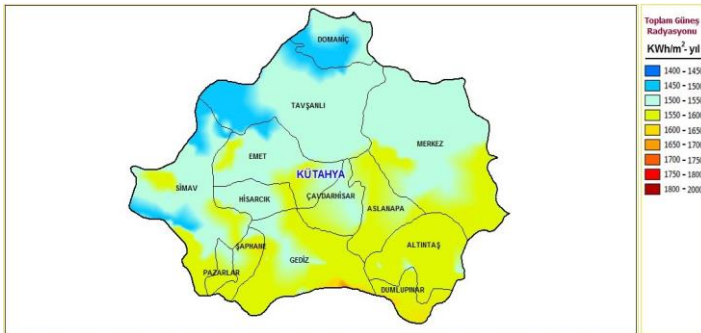 DOMANİÇ
TAVŞANLI
MERKEZ
EMET
KÜTAHYA
SİMAV
HİSARCIK
ÇAVDARHİSAR
ASLANAPA
ŞAPHANE
GEDİZ
ALTINTAŞ
PAZARLAR
DUMLUPINAR
Toplam Güneş
Radyasyonu
KWh/m²-yıl
1400 - 1450
1450 - 1500
1500 - 1550
1550 - 1600
1600 - 1650
1650 - 1700
1700 - 1750
1750 - 1800
1800 - 2000